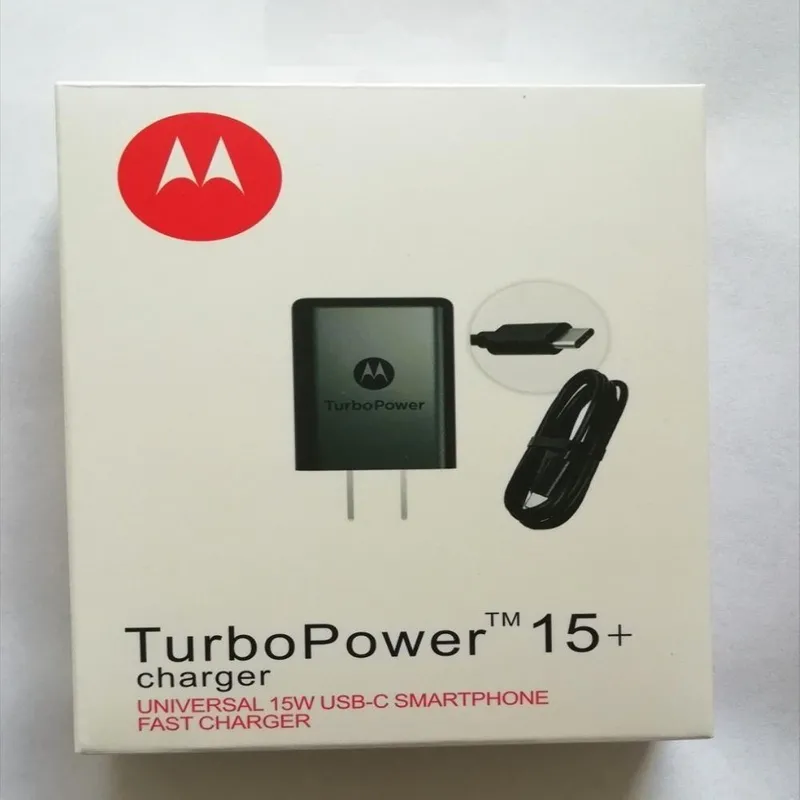 TurboPower
TurboPower™ 15+
charger
UNIVERSAL 15W USB-C SMARTPHONE
FAST CHARGER